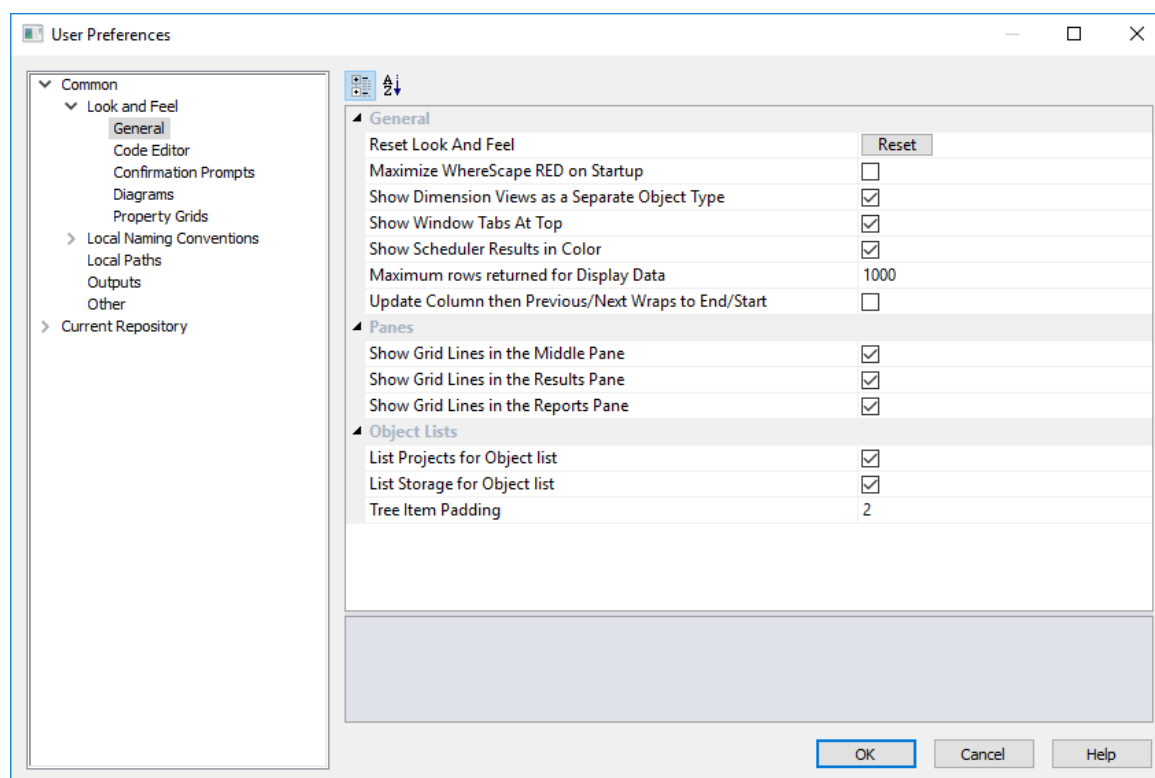 User Preferences
Common
Look and Feel
General
Code Editor
Confirmation Prompts
Diagrams
Property Grids
Local Naming Conventions
Local Paths
Outputs
Other
Current Repository
A
Z
General
Reset Look And Feel Reset
Maximize WhereScape RED on Startup
Show Dimension Views as a Separate Object Type
Show Window Tabs At Top
Show Scheduler Results in Color
Maximum rows returned for Display Data 1000
Update Column then Previous/Next Wraps to End/Start
Panes
Show Grid Lines in the Middle Pane
Show Grid Lines in the Results Pane
Show Grid Lines in the Reports Pane
Object Lists
List Projects for Object list
List Storage for Object list
Tree Item Padding 2
OK Cancel Help